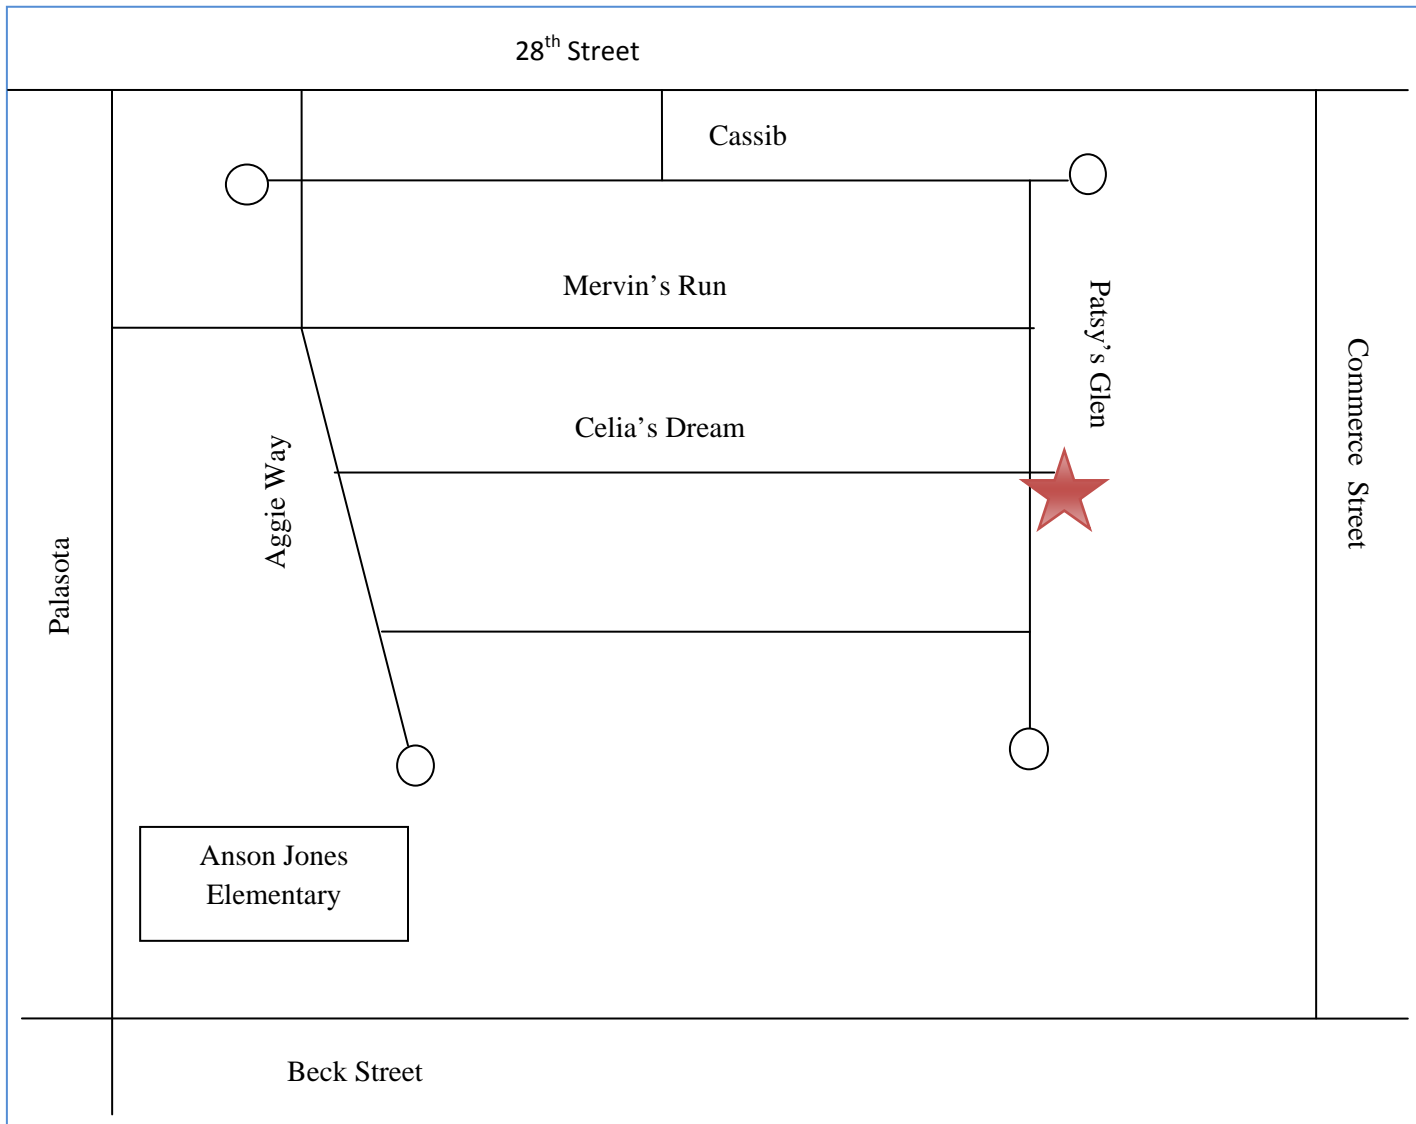 28th Street
Cassib
Mervin’s Run
Patsy’s Glen
Commerce Street
Celia’s Dream
Aggie Way
Palasota
Anson Jones
Elementary
Beck Street